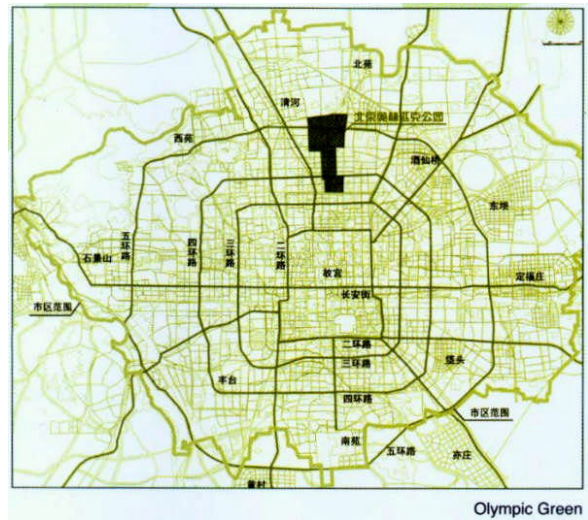 北苑
清河
北京奥林匹克公园
西苑
酒仙桥
东坝
五环路
四环路
三环路
二环路
石景山
故宫
定福庄
长安街
市区范围
二环路
三环路
垡头
丰台
四环路
市区范围
南苑
五环路
亦庄
黄村
Olympic Green